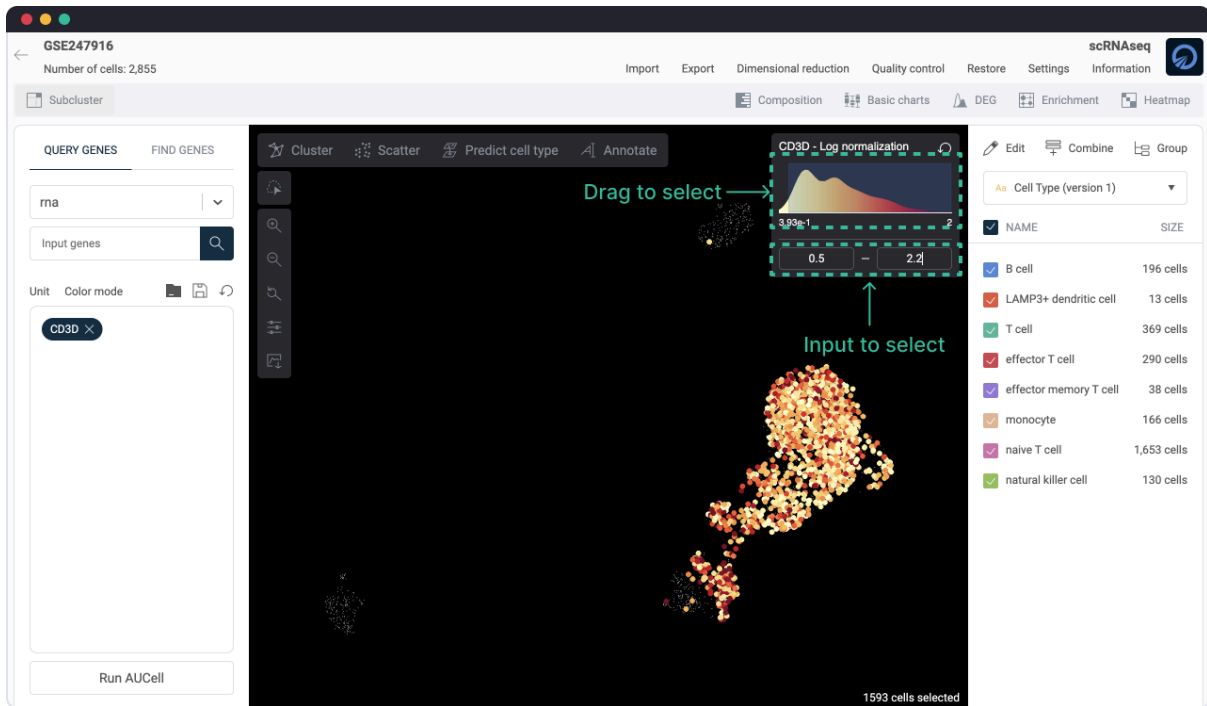 GSE247916
Number of cells: 2,855
scRNAseq
Import Export Dimensional reduction Quality control Restore Settings Information
Subcluster
Composition Basic charts DEG Enrichment Heatmap
QUERY GENES FIND GENES
rna
Input genes
Unit Color mode
CD3D
Run AUCell
Cluster Scatter Predict cell type Annotate
CD3D - Log normalization
Drag to select
3.93e-1 2
0.5 – 2.2
Input to select
1593 cells selected
Edit Combine Group
Aa Cell Type (version 1)
NAME SIZE
B cell 196 cells
LAMP3+ dendritic cell 13 cells
T cell 369 cells
effector T cell 290 cells
effector memory T cell 38 cells
monocyte 166 cells
naive T cell 1,653 cells
natural killer cell 130 cells